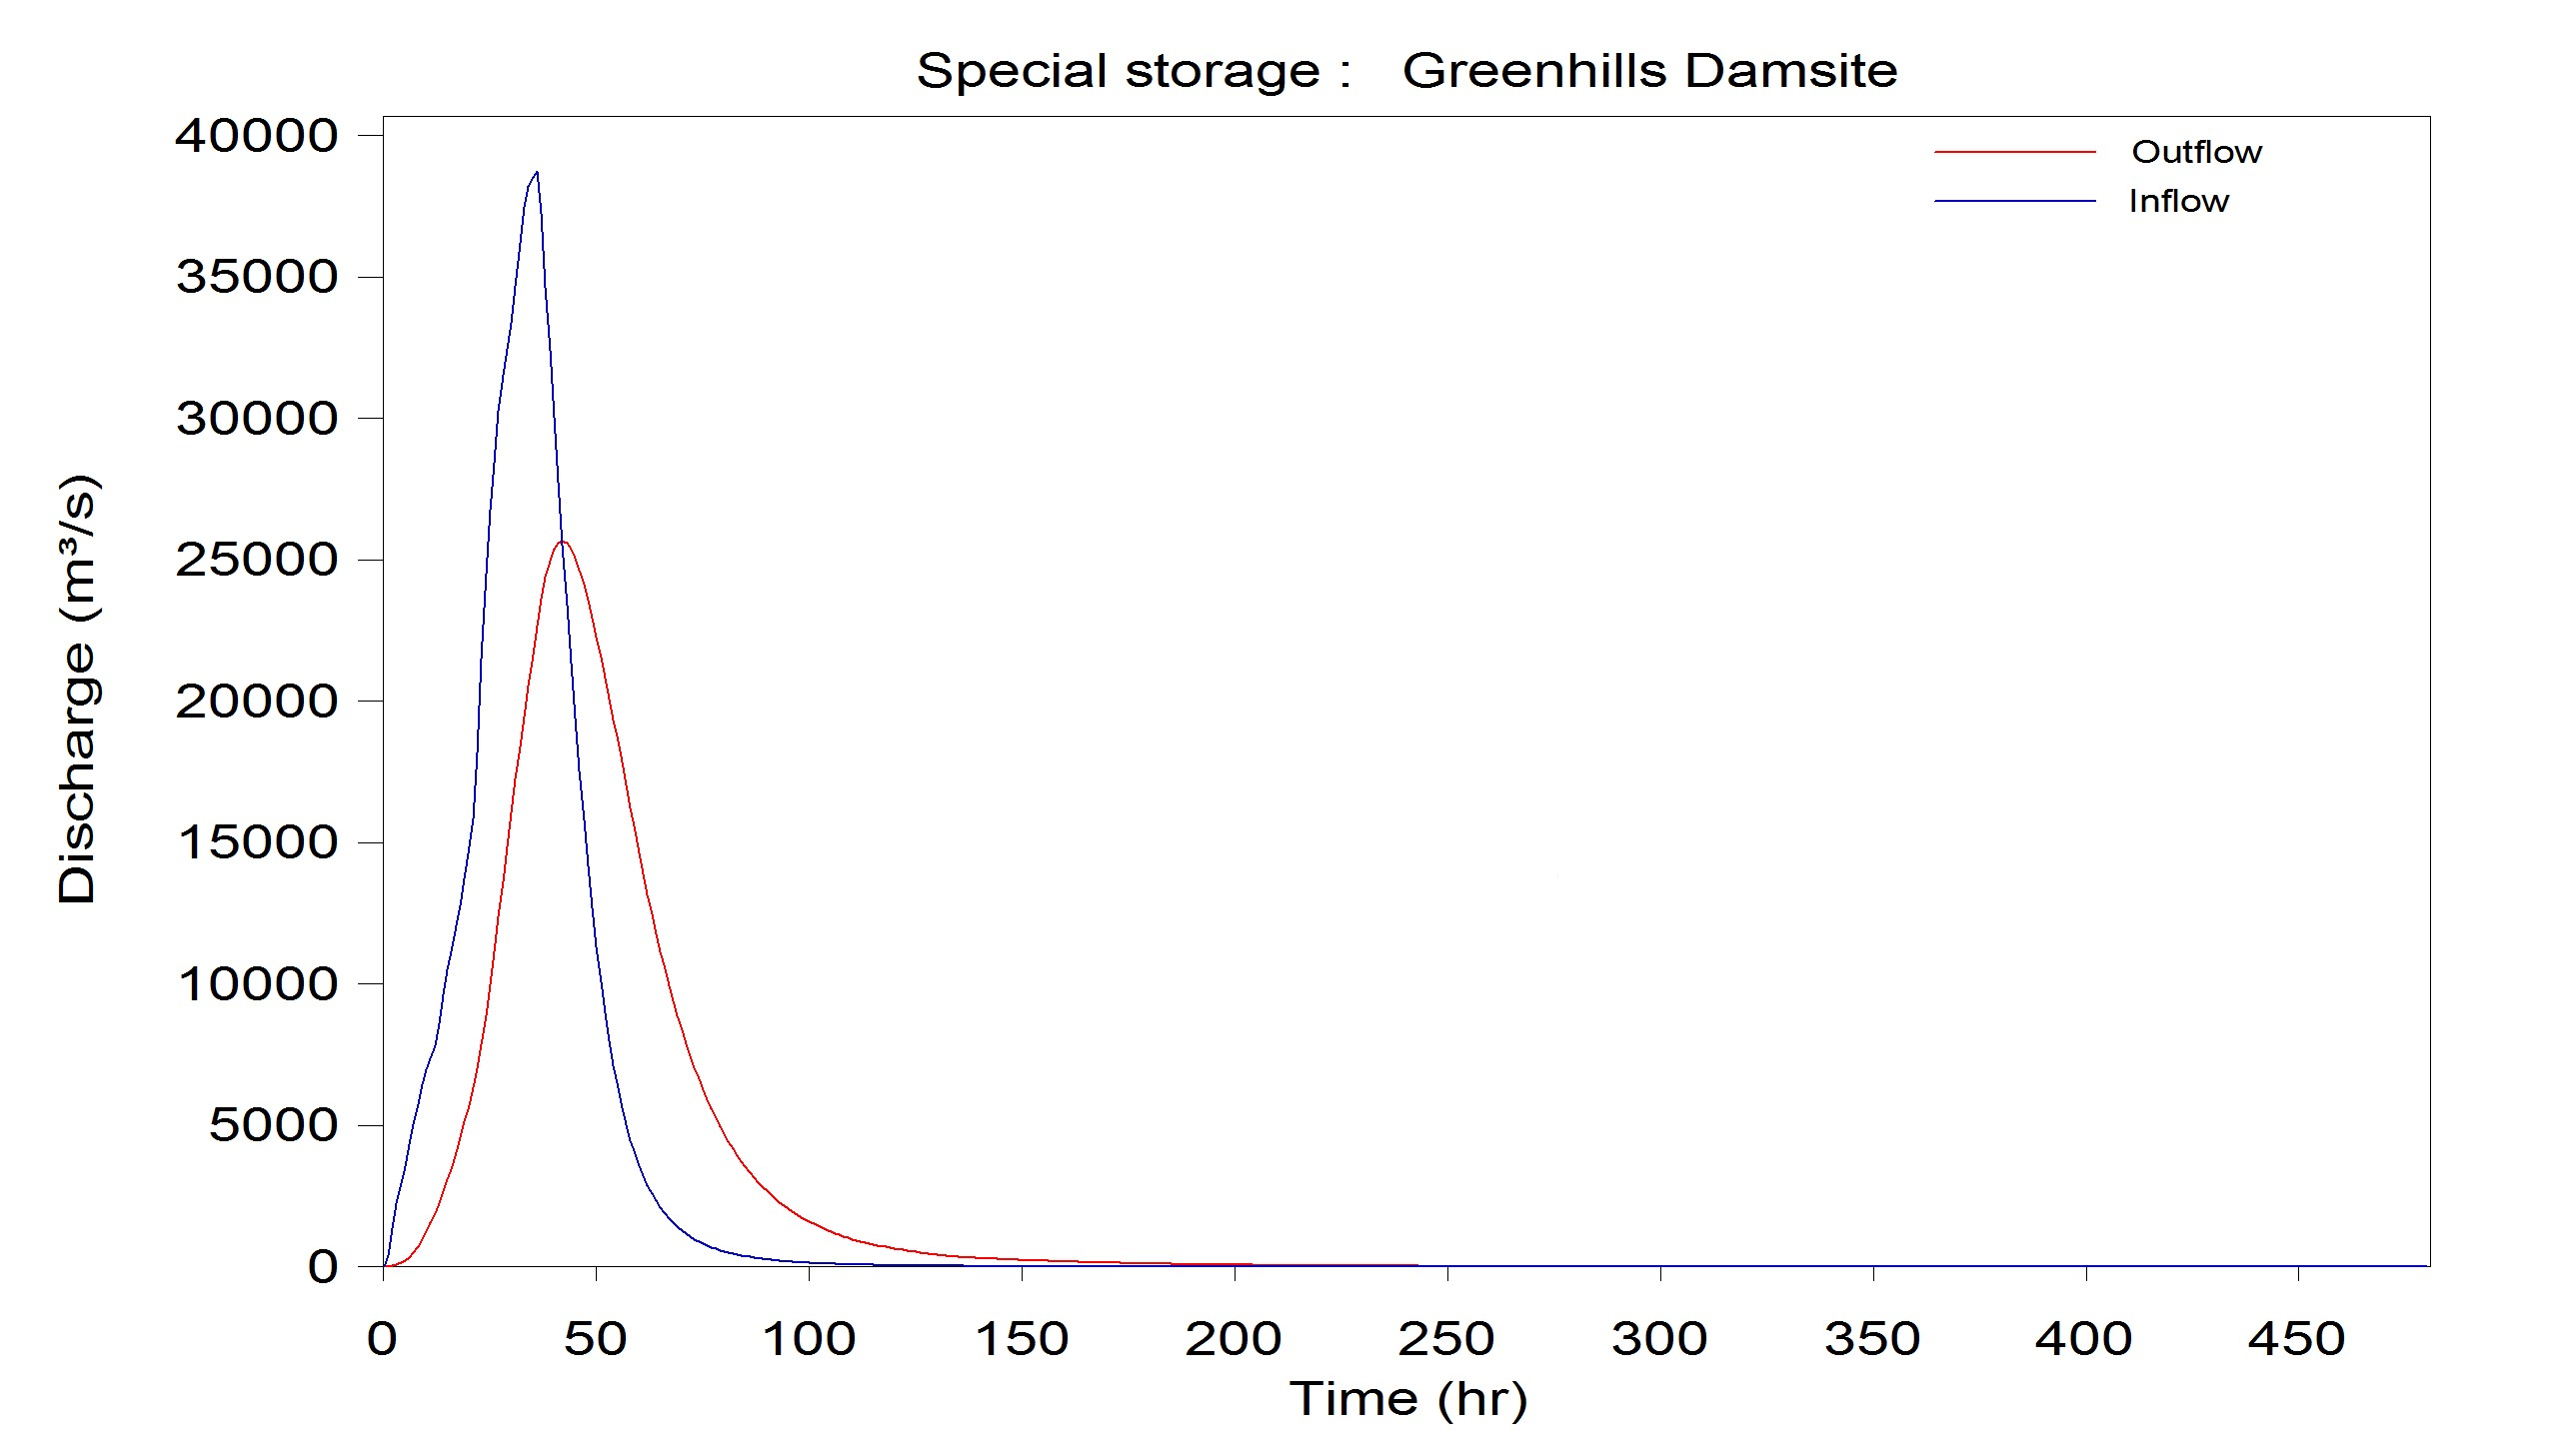 Special storage :   Greenhills Damsite
Outflow
Inflow
Discharge (m³/s)
40000
35000
30000
25000
20000
15000
10000
5000
0
0 50 100 150 200 250 300 350 400 450
Time (hr)